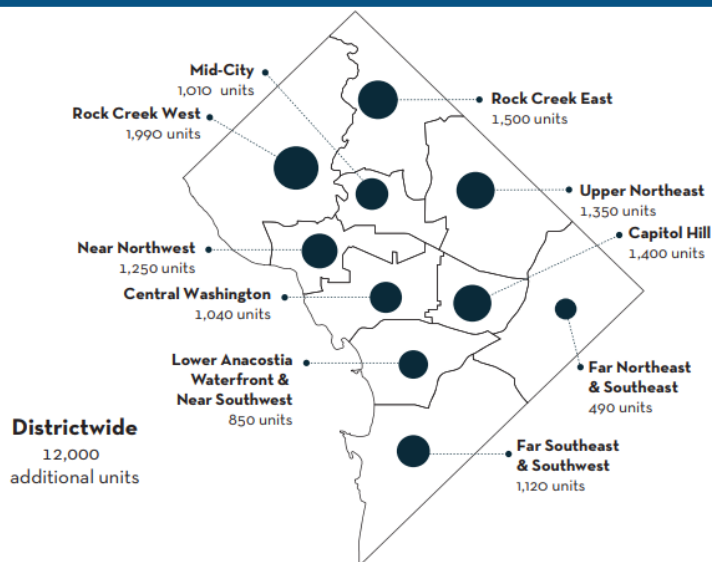 Mid-City
1,010 units
Rock Creek West
1,990 units
Rock Creek East
1,500 units
Upper Northeast
1,350 units
Capitol Hill
1,400 units
Near Northwest
1,250 units
Central Washington
1,040 units
Lower Anacostia
Waterfront &
Near Southwest
850 units
Far Northeast
& Southeast
490 units
Districtwide
12,000
additional units
Far Southeast
& Southwest
1,120 units